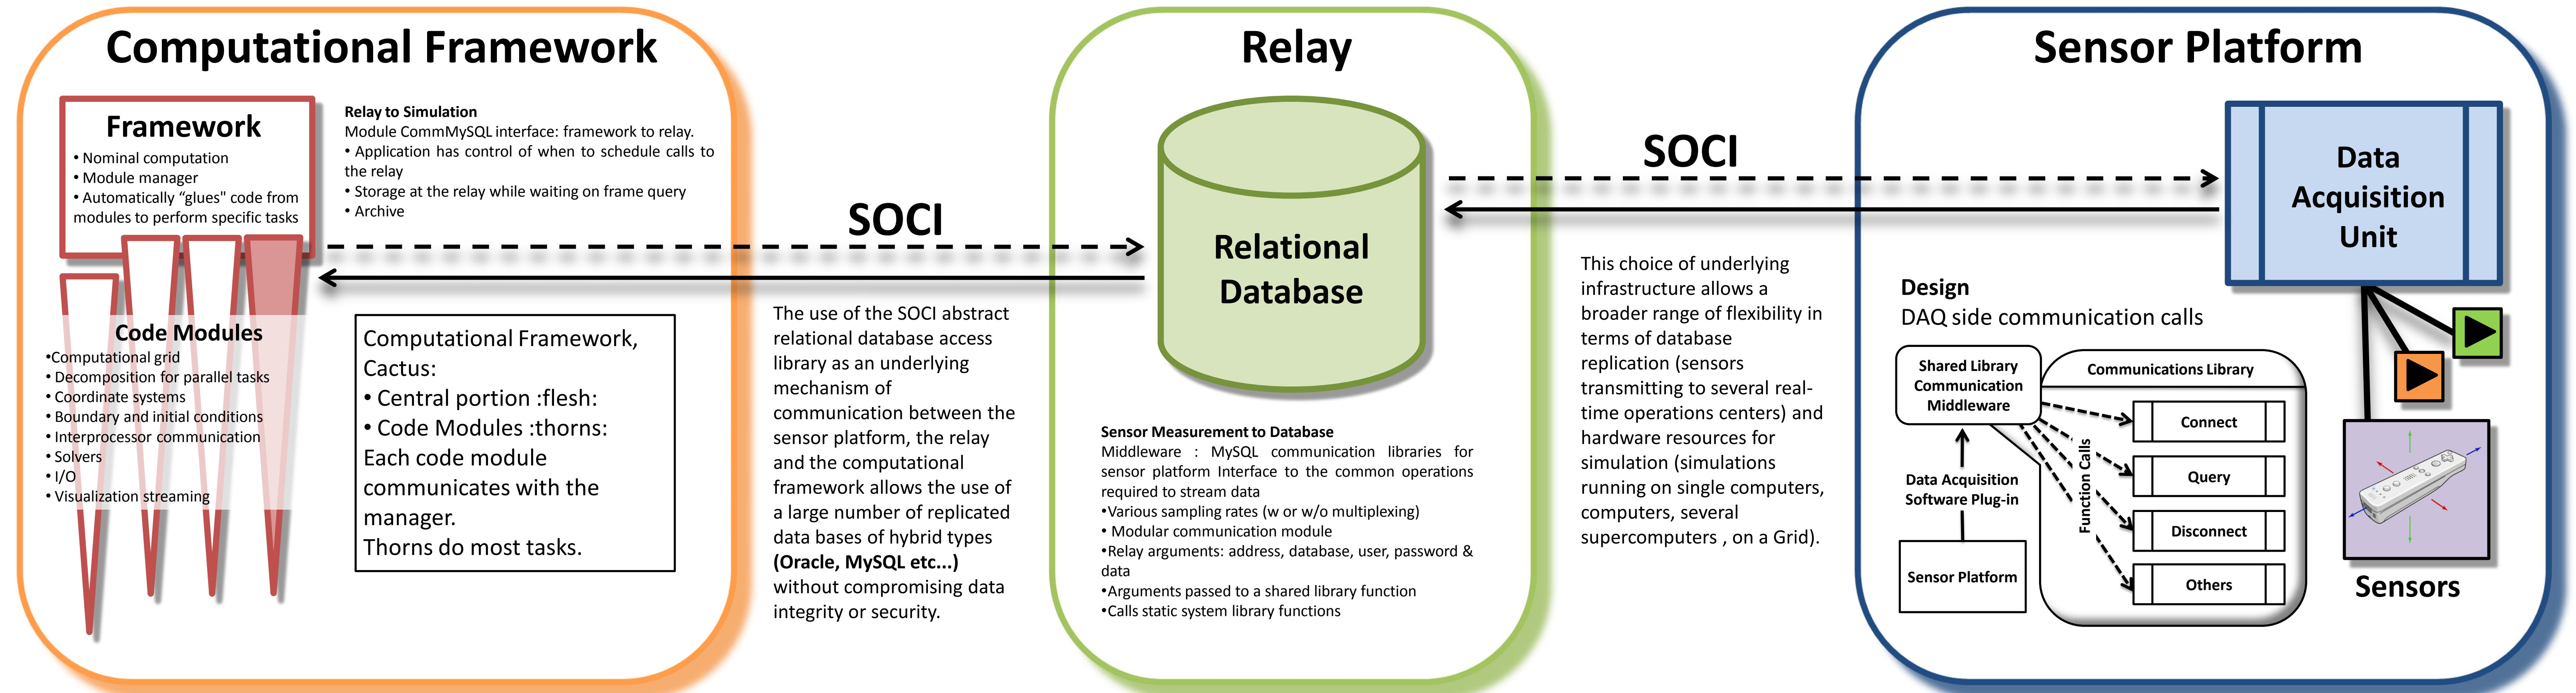 Computational Framework
Framework
• Nominal computation
• Module manager
• Automatically “glues" code from
modules to perform specific tasks
Relay to Simulation
Module CommMySQL interface: framework to relay.
• Application has control of when to schedule calls to
the relay
• Storage at the relay while waiting on frame query
• Archive
Code Modules
•Computational grid
• Decomposition for parallel tasks
• Coordinate systems
• Boundary and initial conditions
• Interprocessor communication
• Solvers
• I/O
• Visualization streaming
Computational Framework,
Cactus:
• Central portion :flesh:
• Code Modules :thorns:
Each code module
communicates with the
manager.
Thorns do most tasks.
SOCI
The use of the SOCI abstract
relational database access
library as an underlying
mechanism of
communication between the
sensor platform, the relay
and the computational
framework allows the use of
a large number of replicated
data bases of hybrid types
(Oracle, MySQL etc...)
without compromising data
integrity or security.
Relay
Relational
Database
Sensor Measurement to Database
Middleware : MySQL communication libraries for
sensor platform Interface to the common operations
required to stream data
•Various sampling rates (w or w/o multiplexing)
• Modular communication module
•Relay arguments: address, database, user, password &
data
•Arguments passed to a shared library function
•Calls static system library functions
SOCI
This choice of underlying
infrastructure allows a
broader range of flexibility in
terms of database
replication (sensors
transmitting to several real-
time operations centers) and
hardware resources for
simulation (simulations
running on single computers,
computers, several
supercomputers , on a Grid).
Sensor Platform
Data
Acquisition
Unit
Design
DAQ side communication calls
Shared Library
Communication
Middleware
Data Acquisition
Software Plug-in
Sensor Platform
Communications Library
Function Calls
Connect
Query
Disconnect
Others
Sensors